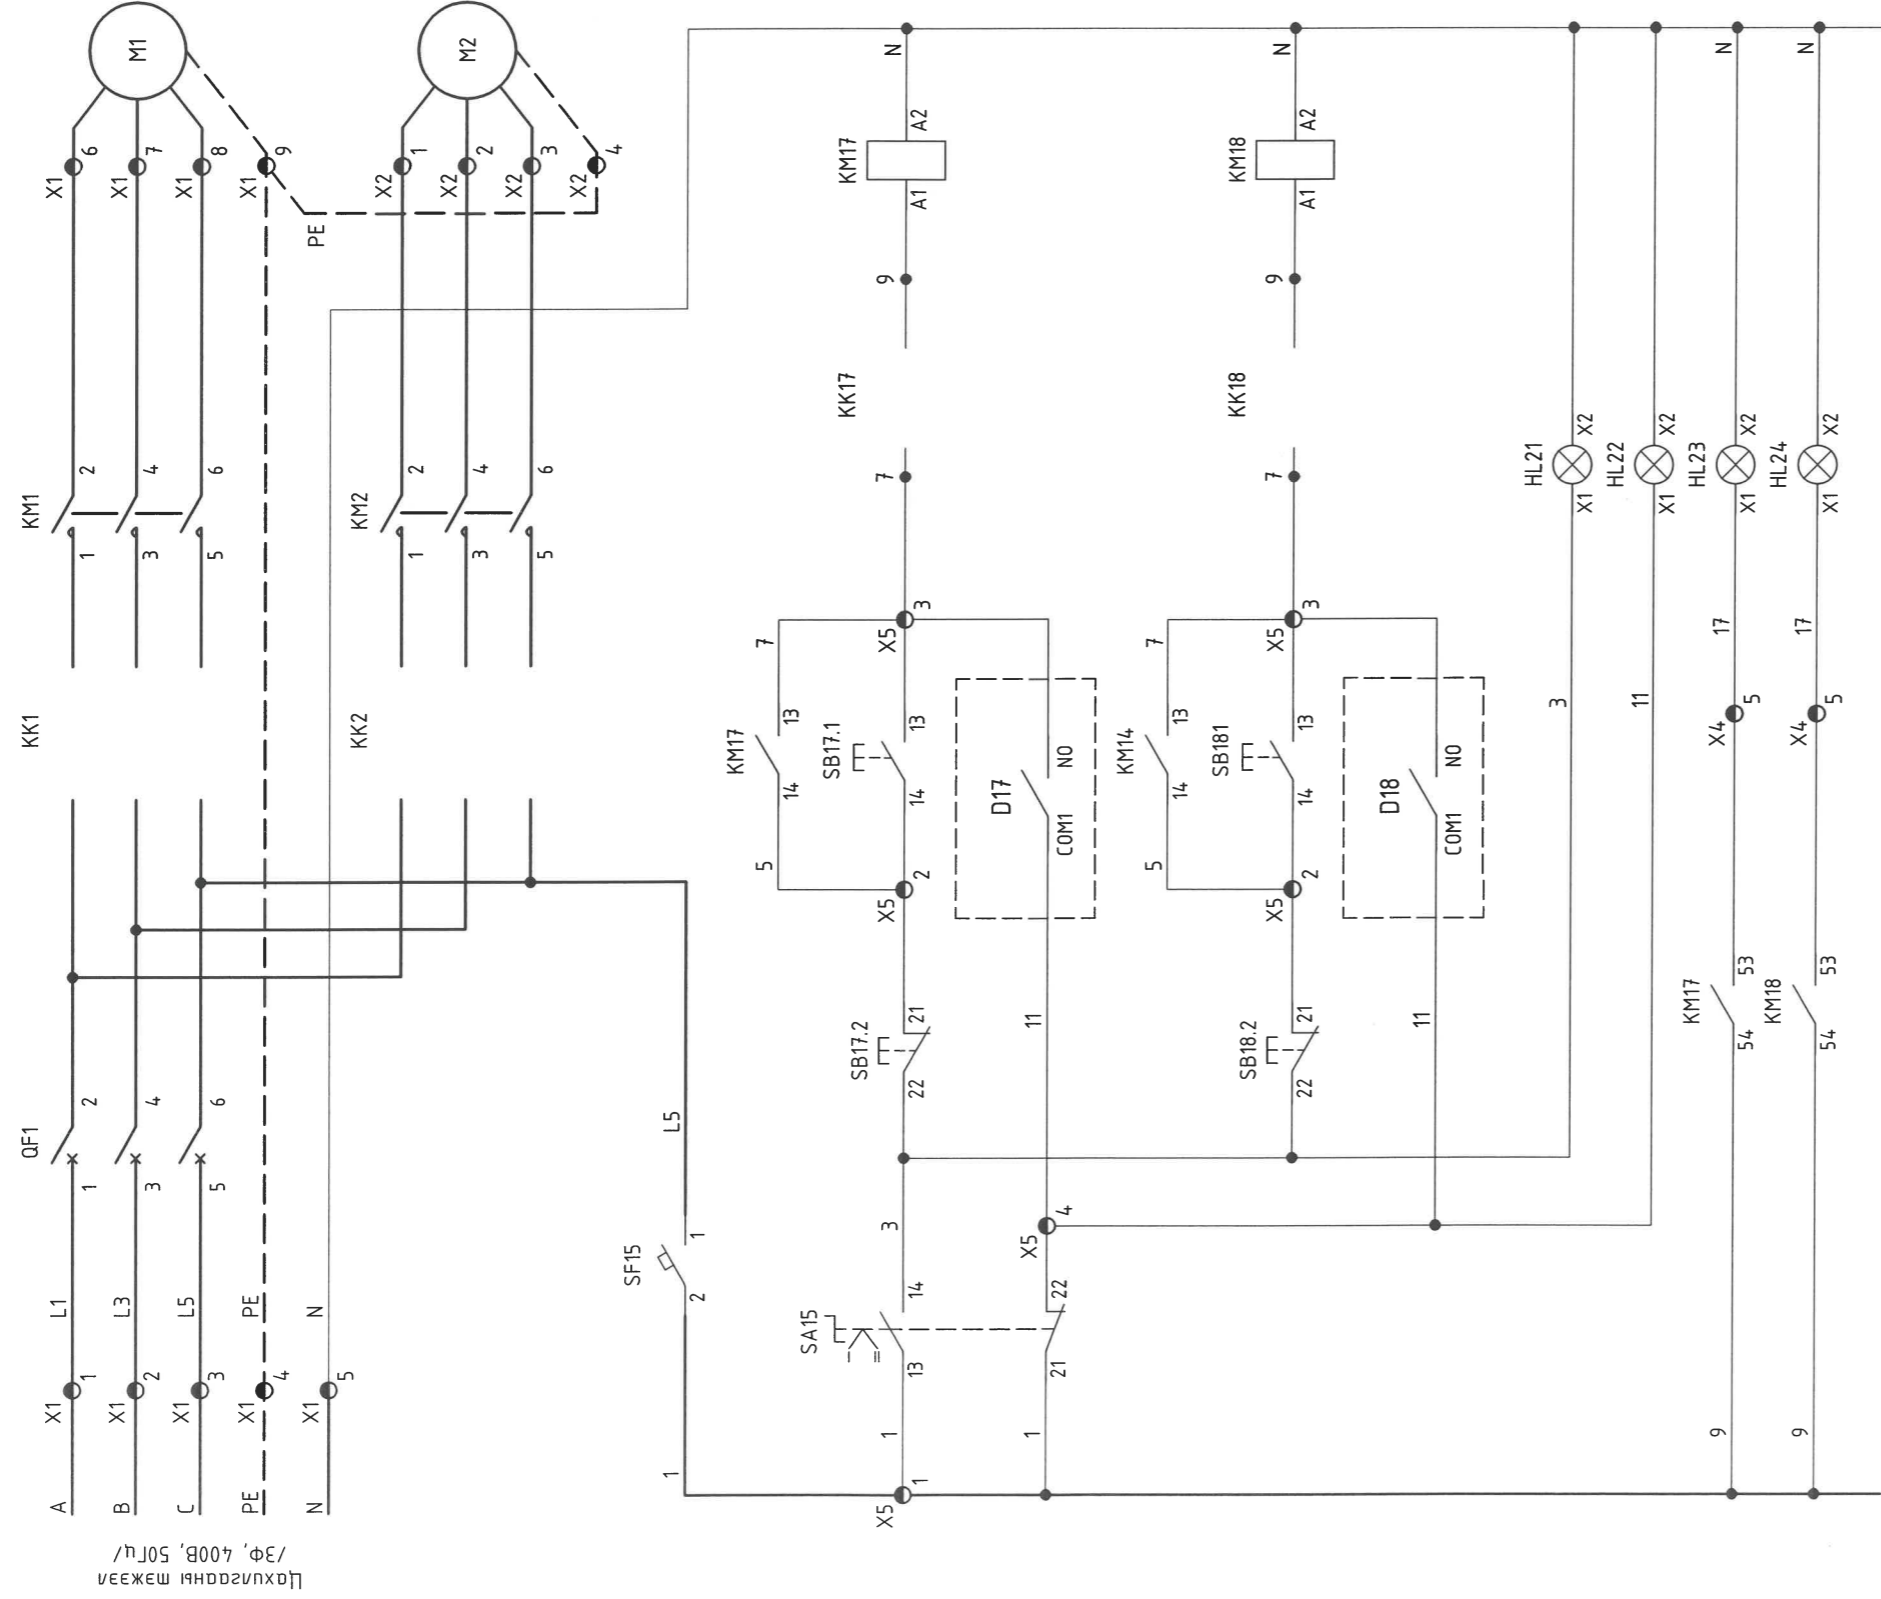 M1
M2
N
N
N
N
A2
A2
KM17
KM18
A1
A1
X1 6
X1 7
X1 8
X1 9
X2 1
X2 2
X2 3
X2 4
PE
9
9
KK17
KK18
7
7
KM1
2
4
6
1
3
5
KM2
2
4
6
1
3
5
HL21
X2
X1
HL22
X2
X1
HL23
X2
X1
HL24
X2
X1
KK1
KK2
7
X5 3
7
X5 3
KM17
13
14
SB17.1
13
14
D17
NO
COM1
KM14
13
14
SB181
13
14
D18
NO
COM1
5
X5 2
5
X5 2
3
11
17
17
X4 5
X4 5
KM17
53
54
KM18
53
54
SB17.2
21
22
11
SB18.2
21
22
11
QF1
2
4
6
1
3
5
L5
SF15
1
2
3
X5 4
SA15
14
13
22
21
I
II
L1
L3
L5
PE
N
X1 1
X1 2
X1 3
X1 4
X1 5
1
1
1
9
9
X5 1
A
B
C
PE
N
Цахилгааны тэжээл
/3Ф, 400В, 50Гц/